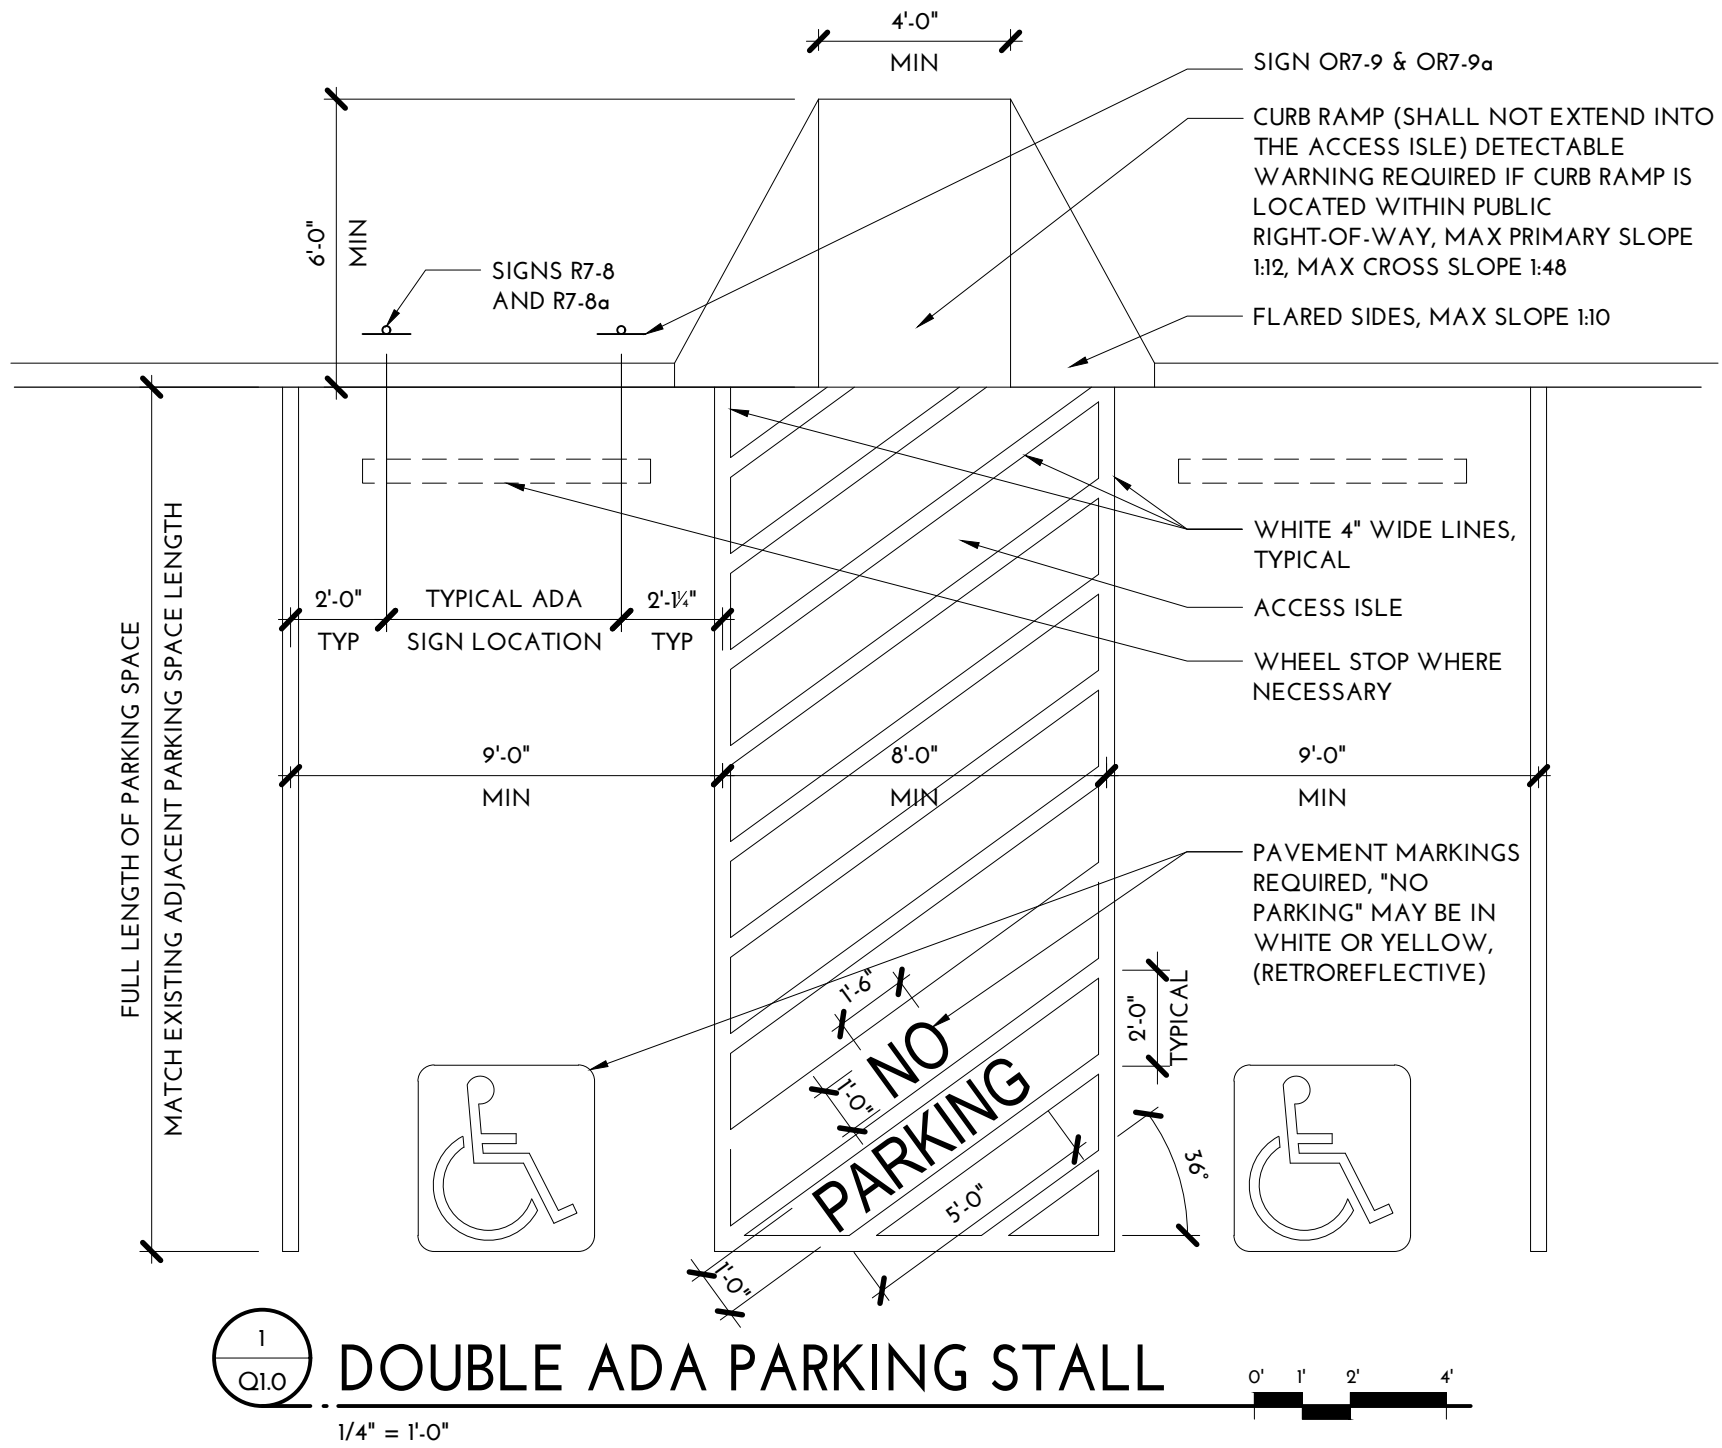 4'-0"
MIN
SIGN OR7-9 & OR7-9a
CURB RAMP (SHALL NOT EXTEND INTO
THE ACCESS ISLE) DETECTABLE
WARNING REQUIRED IF CURB RAMP IS
LOCATED WITHIN PUBLIC
RIGHT-OF-WAY, MAX PRIMARY SLOPE
1:12, MAX CROSS SLOPE 1:48
6'-0"
MIN
SIGNS R7-8
AND R7-8a
FLARED SIDES, MAX SLOPE 1:10
WHITE 4" WIDE LINES,
TYPICAL
2'-0"
TYP
TYPICAL ADA
SIGN LOCATION
2'-1¼"
TYP
ACCESS ISLE
WHEEL STOP WHERE
NECESSARY
FULL LENGTH OF PARKING SPACE
MATCH EXISTING ADJACENT PARKING SPACE LENGTH
9'-0"
MIN
8'-0"
MIN
9'-0"
MIN
PAVEMENT MARKINGS
REQUIRED, "NO
PARKING" MAY BE IN
WHITE OR YELLOW,
(RETROREFLECTIVE)
1'-6"
2'-0"
TYPICAL
NO
1'-0"
PARKING
36°
5'-0"
1'-0"
1
Q1.0
DOUBLE ADA PARKING STALL
0' 1' 2' 4'
1/4" = 1'-0"